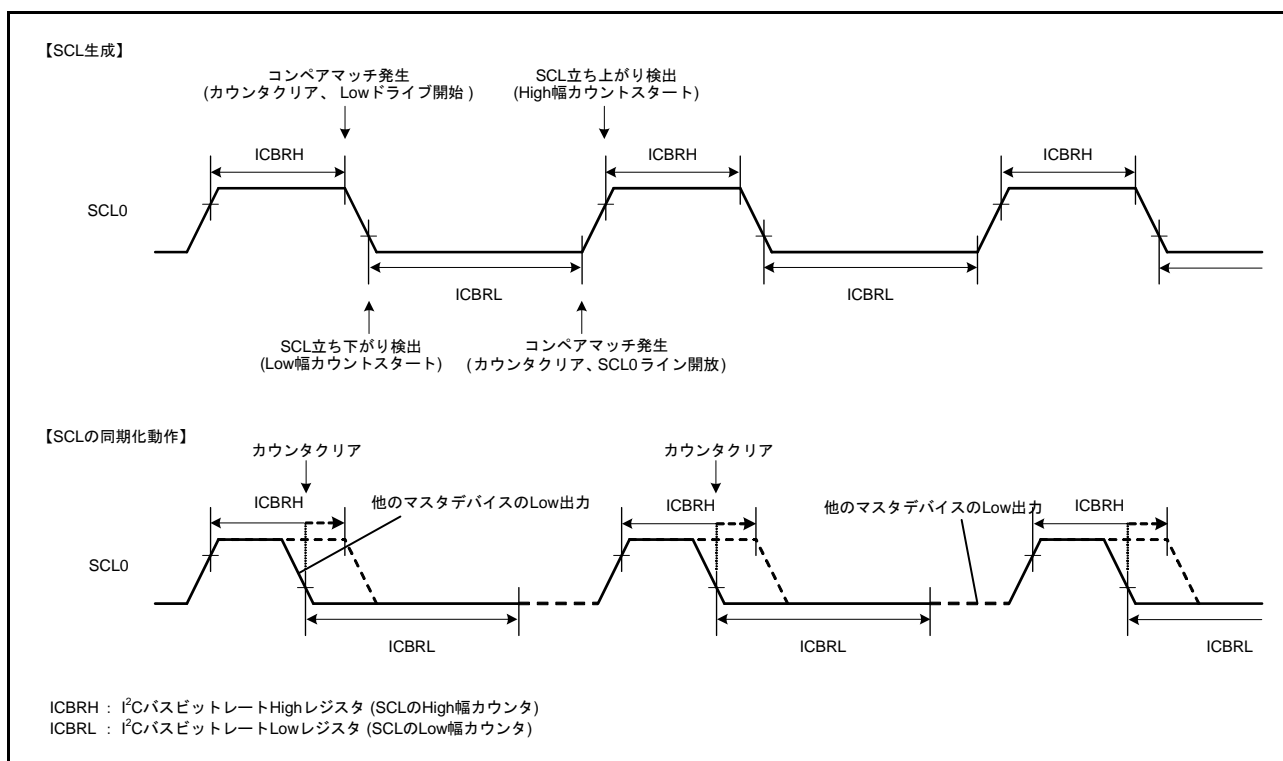 【SCL生成】
コンペアマッチ発生
(カウンタクリア、 Lowドライブ開始 )
SCL立ち上がり検出
(High幅カウントスタート)
ICBRH
ICBRH
ICBRH
SCL0
ICBRL
ICBRL
SCL立ち下がり検出
(Low幅カウントスタート)
コンペアマッチ発生
(カウンタクリア、SCL0ライン開放)
【SCLの同期化動作】
カウンタクリア
カウンタクリア
ICBRH
他のマスタデバイスのLow出力
ICBRH
他のマスタデバイスのLow出力
ICBRH
SCL0
ICBRL
ICBRL
ICBRL
ICBRH : I²CバスビットレートHighレジスタ (SCLのHigh幅カウンタ)
ICBRL : I²CバスビットレートLowレジスタ (SCLのLow幅カウンタ)